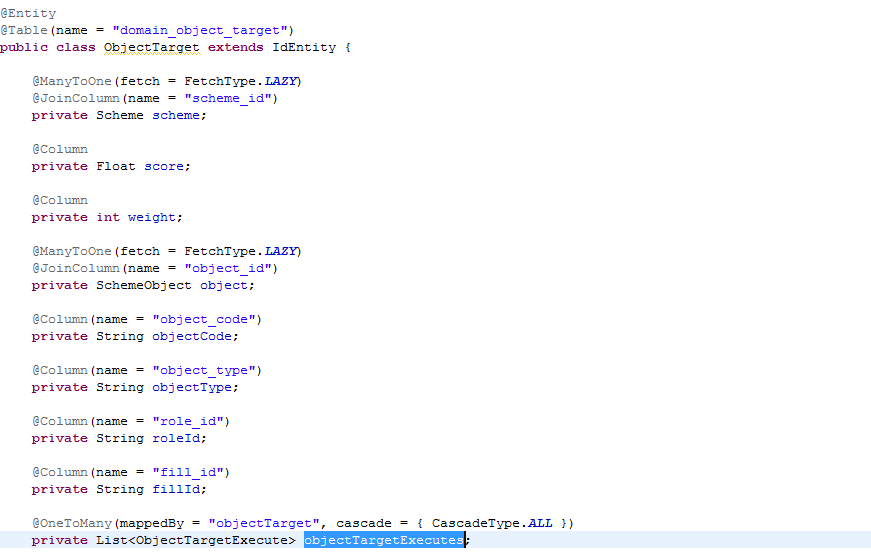 @Entity
@Table(name = "domain_object_target")
public class ObjectTarget extends IdEntity {
@ManyToOne(fetch = FetchType.LAZY)
@JoinColumn(name = "scheme_id")
private Scheme scheme;
@Column
private Float score;
@Column
private int weight;
@ManyToOne(fetch = FetchType.LAZY)
@JoinColumn(name = "object_id")
private SchemeObject object;
@Column(name = "object_code")
private String objectCode;
@Column(name = "object_type")
private String objectType;
@Column(name = "role_id")
private String roleId;
@Column(name = "fill_id")
private String fillId;
@OneToMany(mappedBy = "objectTarget", cascade = { CascadeType.ALL })
private List<ObjectTargetExecute> objectTargetExecutes;